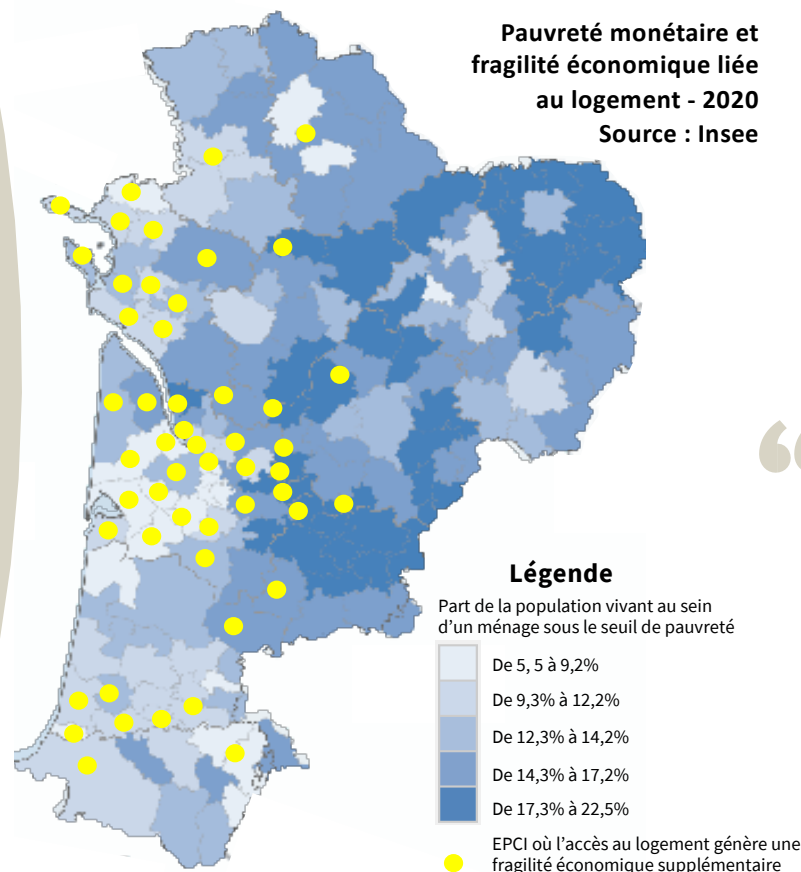 Pauvreté monétaire et
fragilité économique liée
au logement - 2020
Source : Insee
Légende
Part de la population vivant au sein
d’un ménage sous le seuil de pauvreté
De 5, 5 à 9,2%
De 9,3% à 12,2%
De 12,3% à 14,2%
De 14,3% à 17,2%
De 17,3% à 22,5%
EPCI où l’accès au logement génère une
fragilité économique supplémentaire